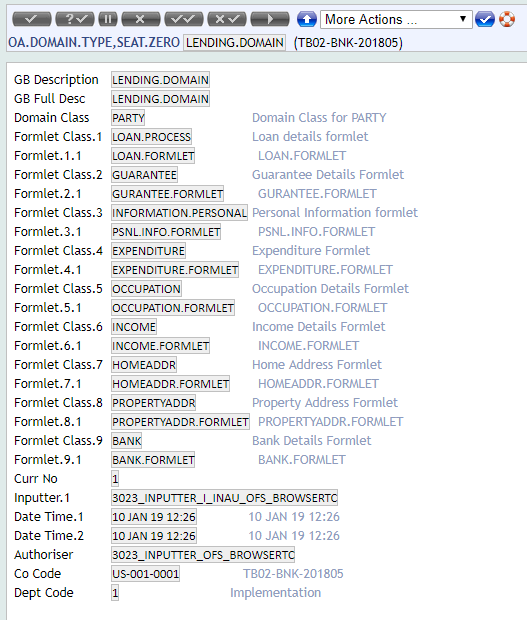 More Actions ...
OA.DOMAIN.TYPE,SEAT.ZERO LENDING.DOMAIN (TB02-BNK-201805)
GB Description LENDING.DOMAIN
GB Full Desc LENDING.DOMAIN
Domain Class PARTY Domain Class for PARTY
Formlet Class.1 LOAN.PROCESS Loan details formlet
Formlet.1.1 LOAN.FORMLET LOAN.FORMLET
Formlet Class.2 GUARANTEE Guarantee Details Formlet
Formlet.2.1 GURANTEE.FORMLET GURANTEE.FORMLET
Formlet Class.3 INFORMATION.PERSONAL Personal Information formlet
Formlet.3.1 PSNL.INFO.FORMLET PSNL.INFO.FORMLET
Formlet Class.4 EXPENDITURE Expenditure Formlet
Formlet.4.1 EXPENDITURE.FORMLET EXPENDITURE.FORMLET
Formlet Class.5 OCCUPATION Occupation Details Formlet
Formlet.5.1 OCCUPATION.FORMLET OCCUPATION.FORMLET
Formlet Class.6 INCOME Income Details Formlet
Formlet.6.1 INCOME.FORMLET INCOME.FORMLET
Formlet Class.7 HOMEADDR Home Address Formlet
Formlet.7.1 HOMEADDR.FORMLET HOMEADDR.FORMLET
Formlet Class.8 PROPERTYADDR Property Address Formlet
Formlet.8.1 PROPERTYADDR.FORMLET PROPERTYADDR.FORMLET
Formlet Class.9 BANK Bank Details Formlet
Formlet.9.1 BANK.FORMLET BANK.FORMLET
Curr No 1
Inputter.1 3023_INPUTTER_I_INAU_OFS_BROWSERTC
Date Time.1 10 JAN 19 12:26 10 JAN 19 12:26
Date Time.2 10 JAN 19 12:26 10 JAN 19 12:26
Authoriser 3023_INPUTTER_OFS_BROWSERTC
Co Code US-001-0001 TB02-BNK-201805
Dept Code 1 Implementation